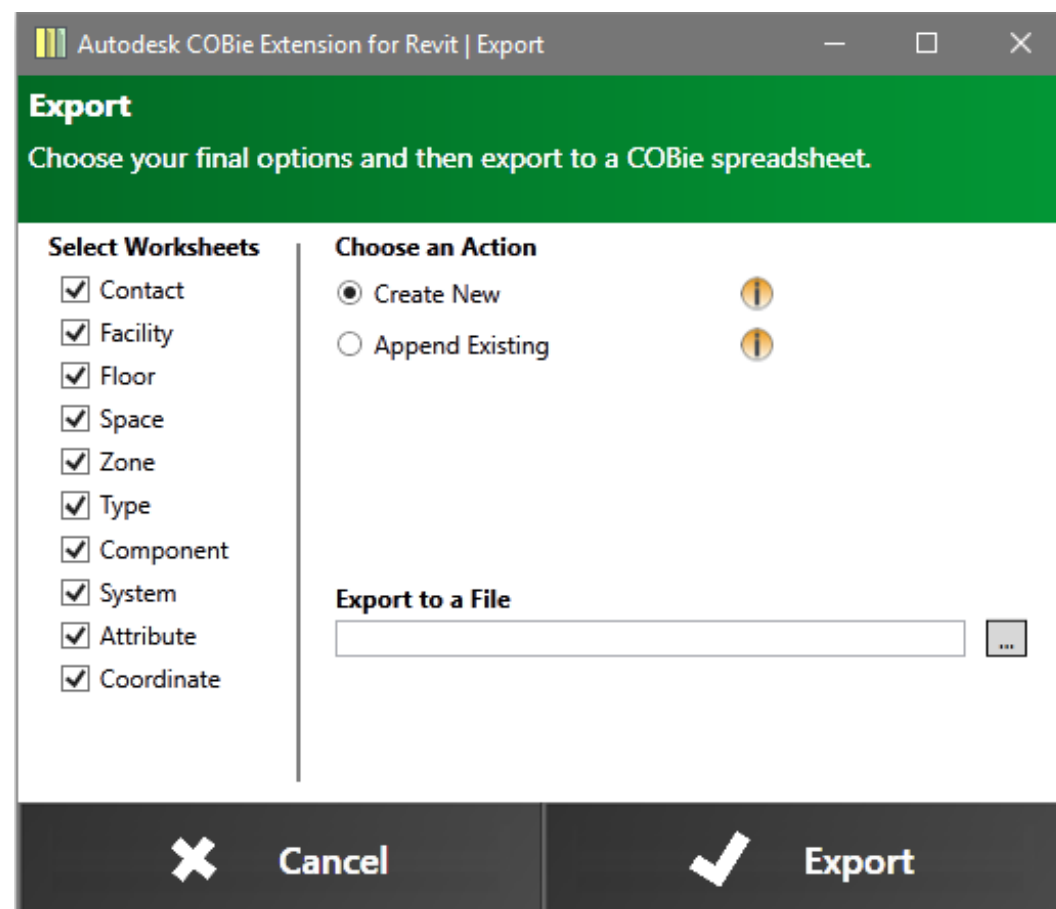 Autodesk COBie Extension for Revit | Export
Export
Choose your final options and then export to a COBie spreadsheet.
Select Worksheets
Contact
Facility
Floor
Space
Zone
Type
Component
System
Attribute
Coordinate
Choose an Action
Create New
i
Append Existing
i
Export to a File
...
Cancel
Export